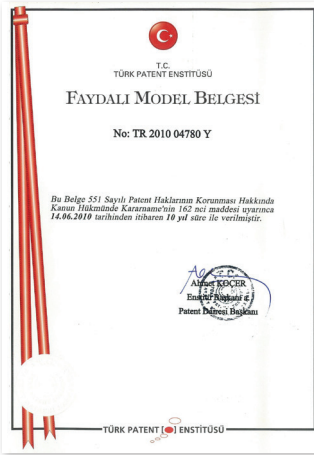 T.C.
TÜRK PATENT ENSTİTÜSÜ
FAYDALI MODEL BELGESİ
No: TR 2010 04780 Y
Bu Belge 551 Sayılı Patent Haklarının Korunması Hakkında
Kanun Hükmünde Kararname'nin 162 nci maddesi uyarınca
14.06.2010 tarihinden itibaren 10 yıl süre ile verilmiştir.
Ahmet KOÇER
Enstitü Başkanı a.
Patent Dairesi Başkanı
TÜRK PATENT ENSTİTÜSÜ